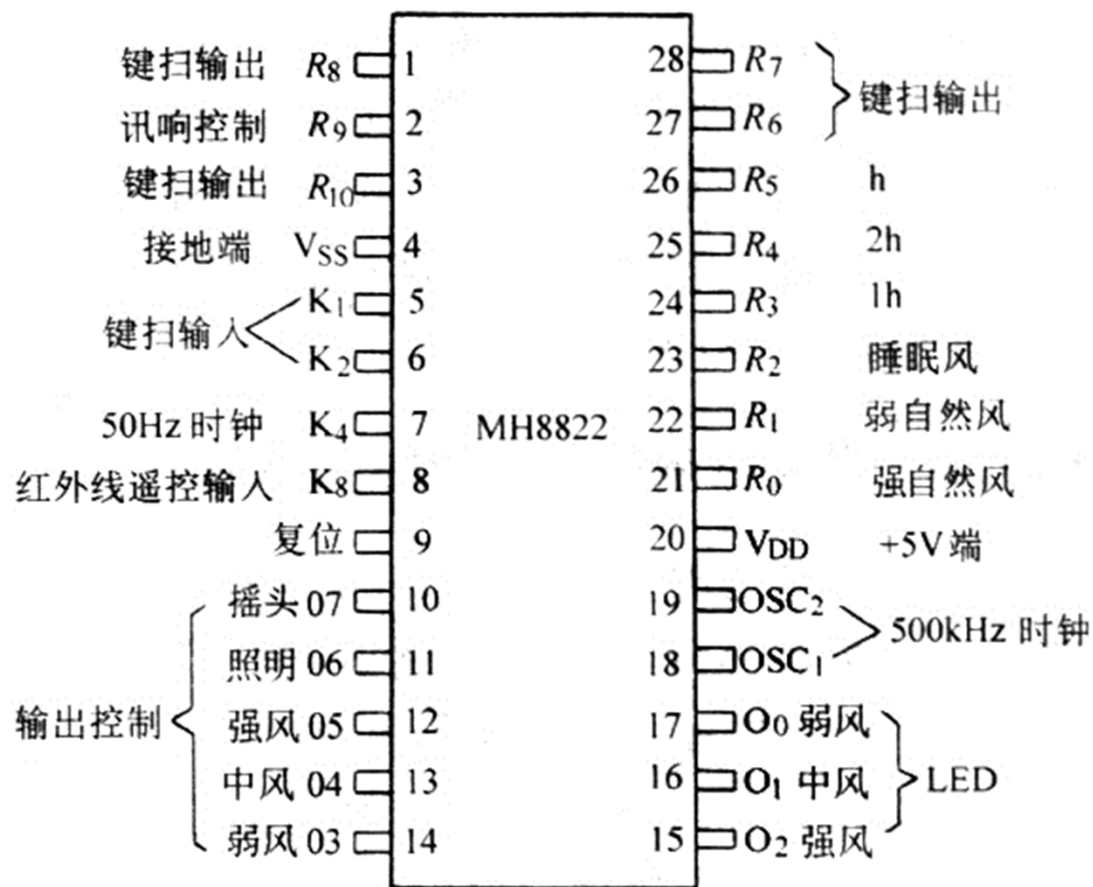 键扫输出 R8 1
讯响控制 R9 2
键扫输出 R10 3
接地端 VSS 4
键扫输入
K1 5
K2 6
50Hz 时钟 K4 7
红外线遥控输入 K8 8
复位 9
输出控制
摇头 07 10
照明 06 11
强风 05 12
中风 04 13
弱风 03 14
MH8822
28 R7
27 R6
键扫输出
26 R5 h
25 R4 2h
24 R3 1h
23 R2 睡眠风
22 R1 弱自然风
21 R0 强自然风
20 VDD +5V 端
19 OSC2
18 OSC1
500kHz 时钟
17 O0 弱风
16 O1 中风
15 O2 强风
LED